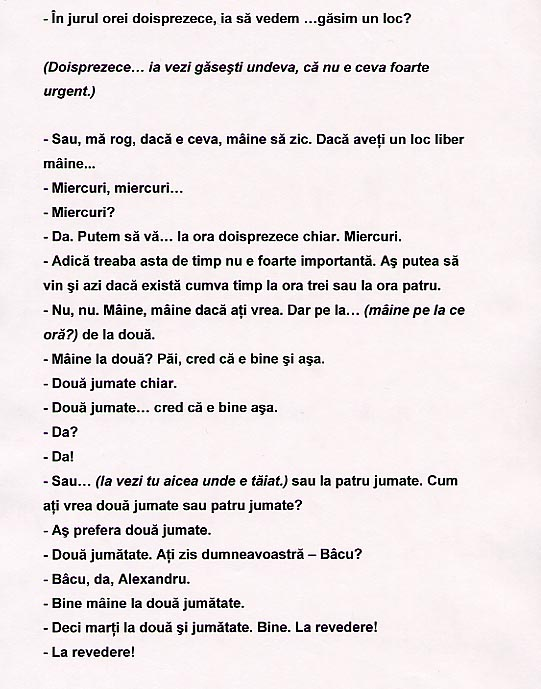 - În jurul orei doisprezece, ia să vedem …găsim un loc?
(Doisprezece… ia vezi găseşti undeva, că nu e ceva foarte
urgent.)
- Sau, mă rog, dacă e ceva, mâine să zic. Dacă aveţi un loc liber
mâine...
- Miercuri, miercuri…
- Miercuri?
- Da. Putem să vă… la ora doisprezece chiar. Miercuri.
- Adică treaba asta de timp nu e foarte importantă. Aş putea să
vin şi azi dacă există cumva timp la ora trei sau la ora patru.
- Nu, nu. Mâine, mâine dacă aţi vrea. Dar pe la… (mâine pe la ce
oră?) de la două.
- Mâine la două? Păi, cred că e bine şi aşa.
- Două jumate chiar.
- Două jumate… cred că e bine aşa.
- Da?
- Da!
- Sau… (Ia vezi tu aicea unde e tăiat.) sau la patru jumate. Cum
aţi vrea două jumate sau patru jumate?
- Aş prefera două jumate.
- Două jumătate. Aţi zis dumneavoastră – Bâcu?
- Bâcu, da, Alexandru.
- Bine mâine la două jumătate.
- Deci marţi la două şi jumătate. Bine. La revedere!
- La revedere!